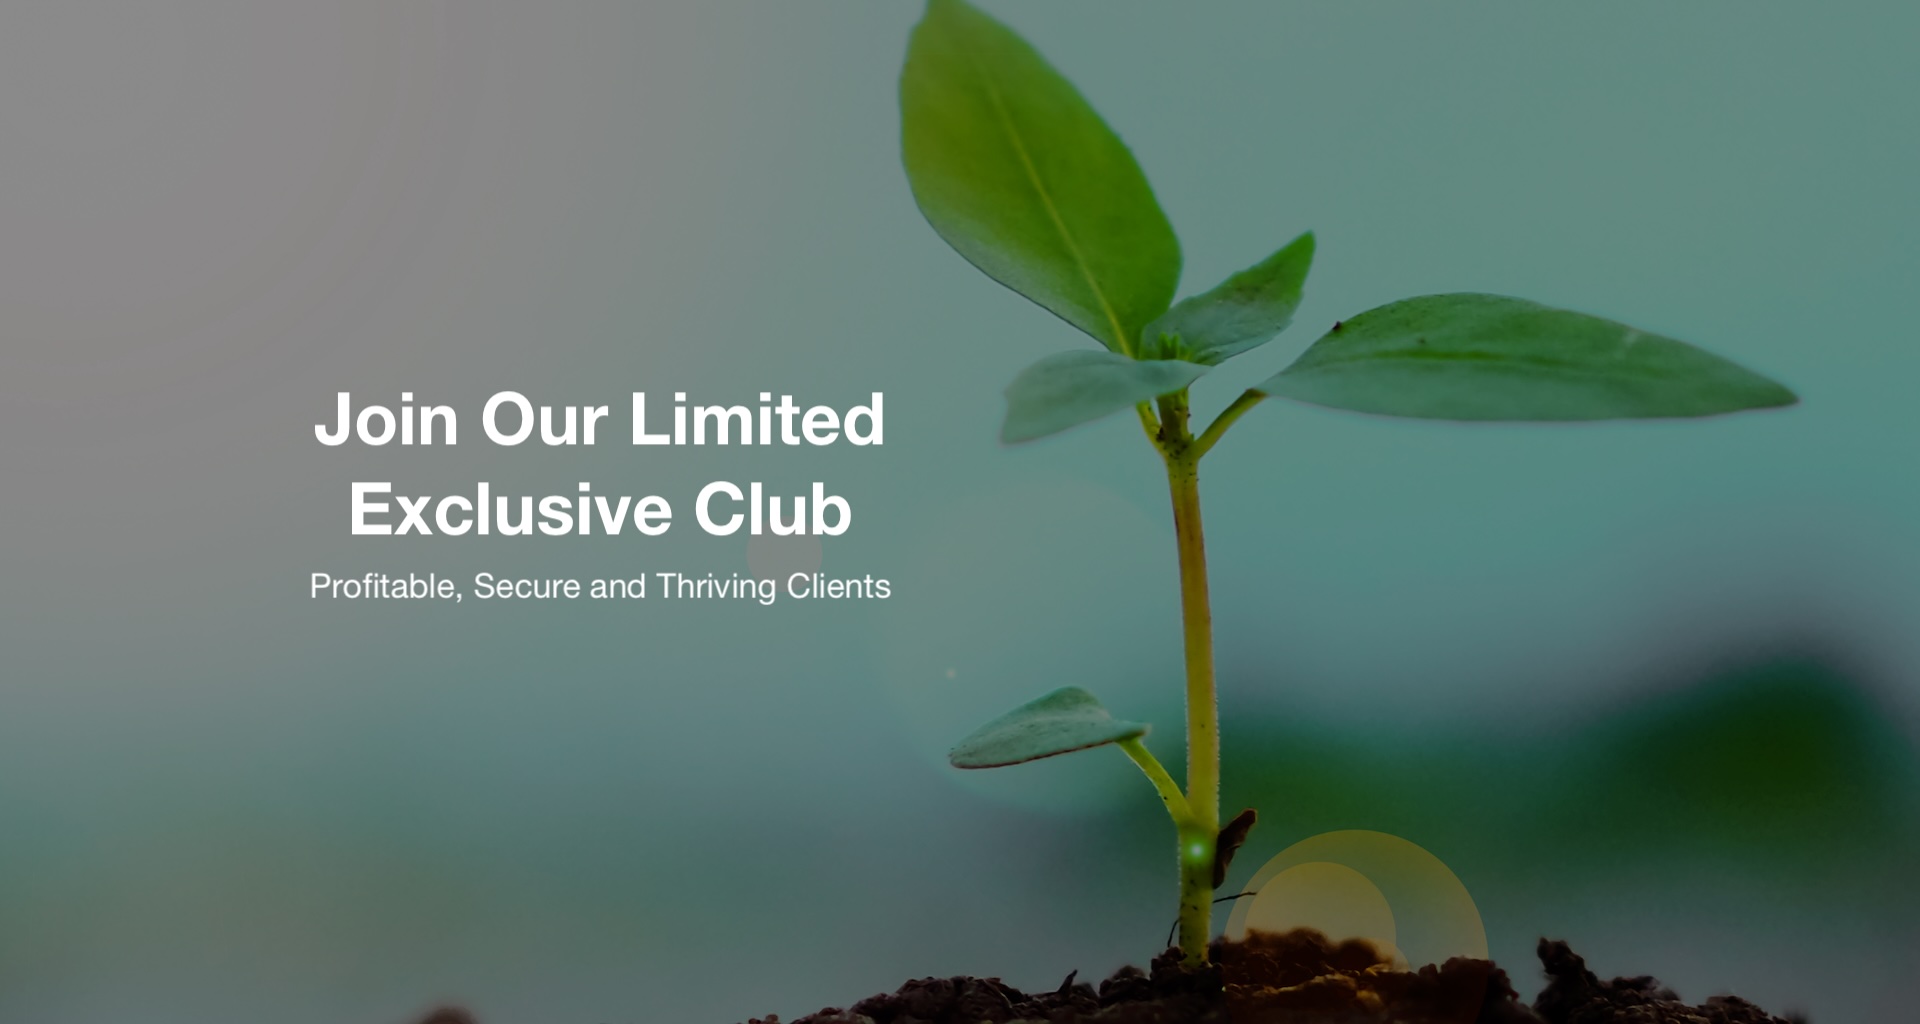 Join Our Limited
Exclusive Club
Profitable, Secure and Thriving Clients